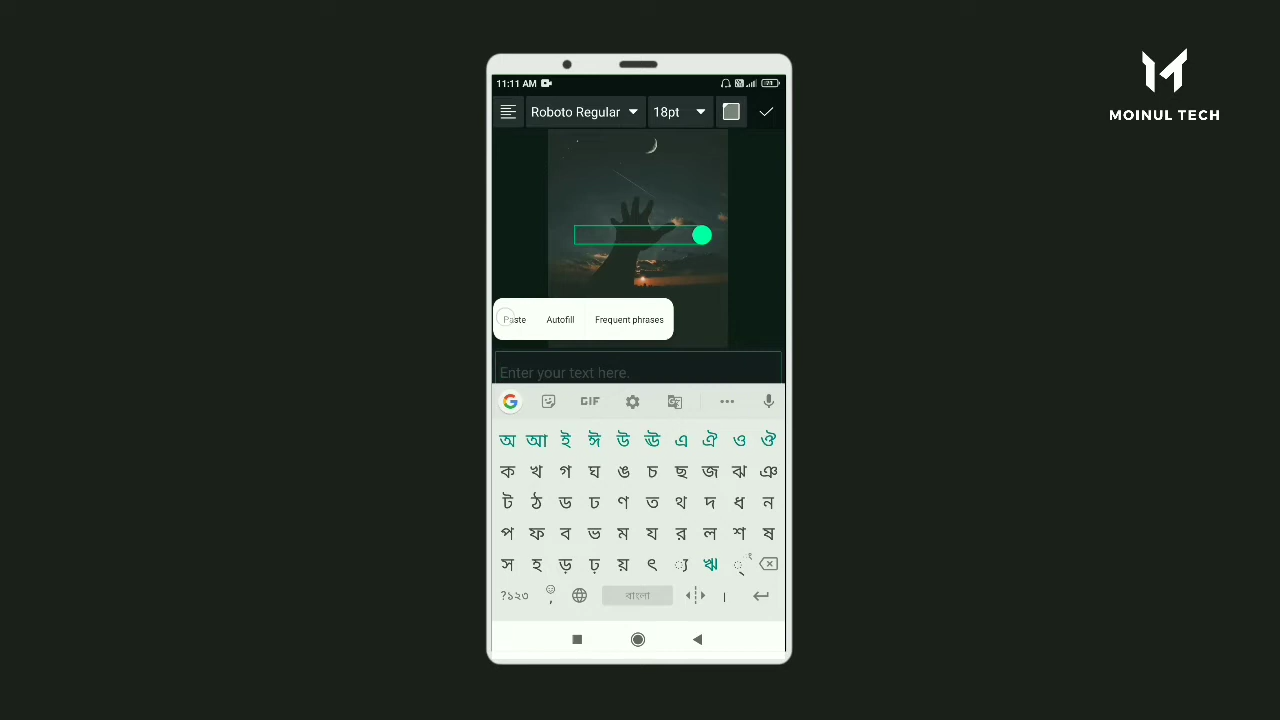 11:11 AM
Roboto Regular
18pt
MOINUL TECH
Paste Autofill Frequent phrases
Enter your text here.
GIF
অ আ ই ঈ উ ঊ এ ঐ ও ঔ
ক খ গ ঘ ঙ চ ছ জ ঝ ঞ
ট ঠ ড ঢ ণ ত থ দ ধ ন
প ফ ব ভ ম য র ল শ ষ
স হ ড় ঢ় য় ৎ ্য ঋ ঁ
?১২৩ , বাংলা ।